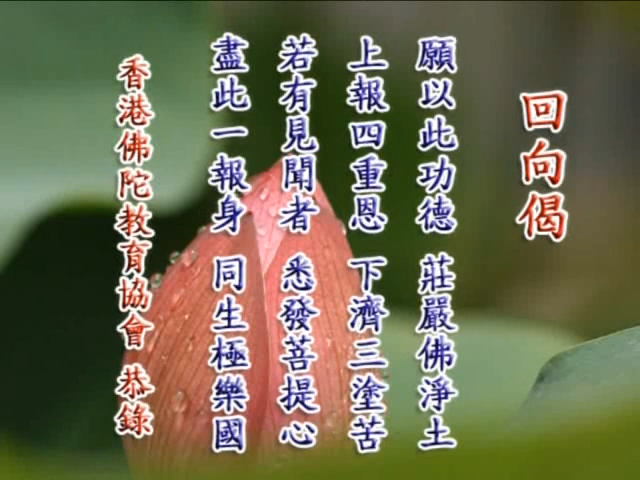 回向偈
願以此功德 莊嚴佛淨土
上報四重恩 下濟三塗苦
若有見聞者 悉發菩提心
盡此一報身 同生極樂國
香港佛陀教育協會 恭錄